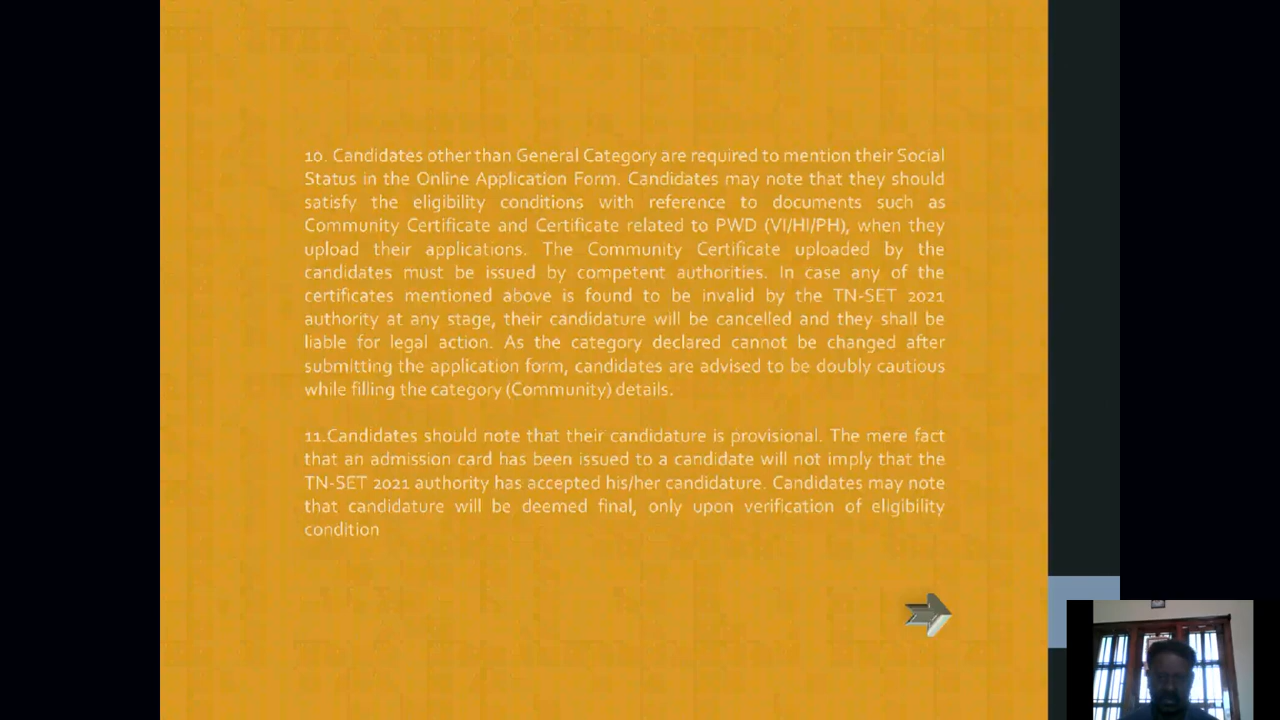 10. Candidates other than General Category are required to mention their Social
Status in the Online Application Form. Candidates may note that they should
satisfy the eligibility conditions with reference to documents such as
Community Certificate and Certificate related to PWD (VI/HI/PH), when they
upload their applications. The Community Certificate uploaded by the
candidates must be issued by competent authorities. In case any of the
certificates mentioned above is found to be invalid by the TN-SET 2021
authority at any stage, their candidature will be cancelled and they shall be
liable for legal action. As the category declared cannot be changed after
submitting the application form, candidates are advised to be doubly cautious
while filling the category (Community) details.
11.Candidates should note that their candidature is provisional. The mere fact
that an admission card has been issued to a candidate will not imply that the
TN-SET 2021 authority has accepted his/her candidature. Candidates may note
that candidature will be deemed final, only upon verification of eligibility
condition